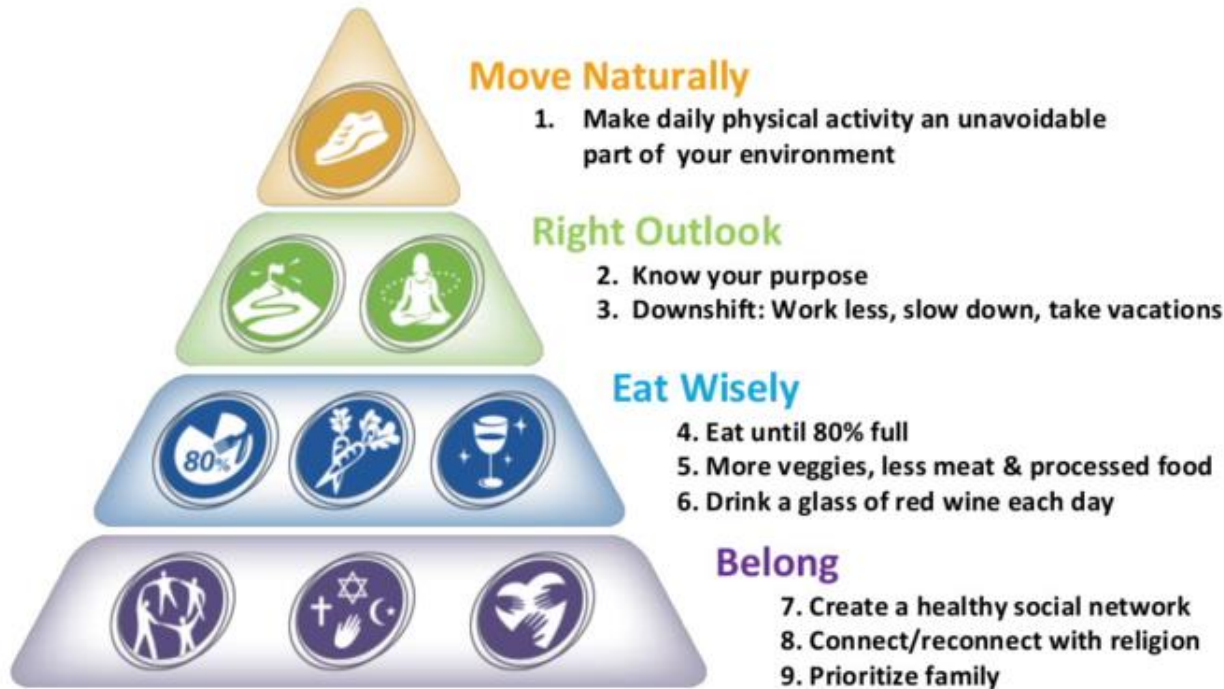 Move Naturally
1. Make daily physical activity an unavoidable
part of your environment
Right Outlook
2. Know your purpose
3. Downshift: Work less, slow down, take vacations
Eat Wisely
80%
4. Eat until 80% full
5. More veggies, less meat & processed food
6. Drink a glass of red wine each day
Belong
7. Create a healthy social network
8. Connect/reconnect with religion
9. Prioritize family